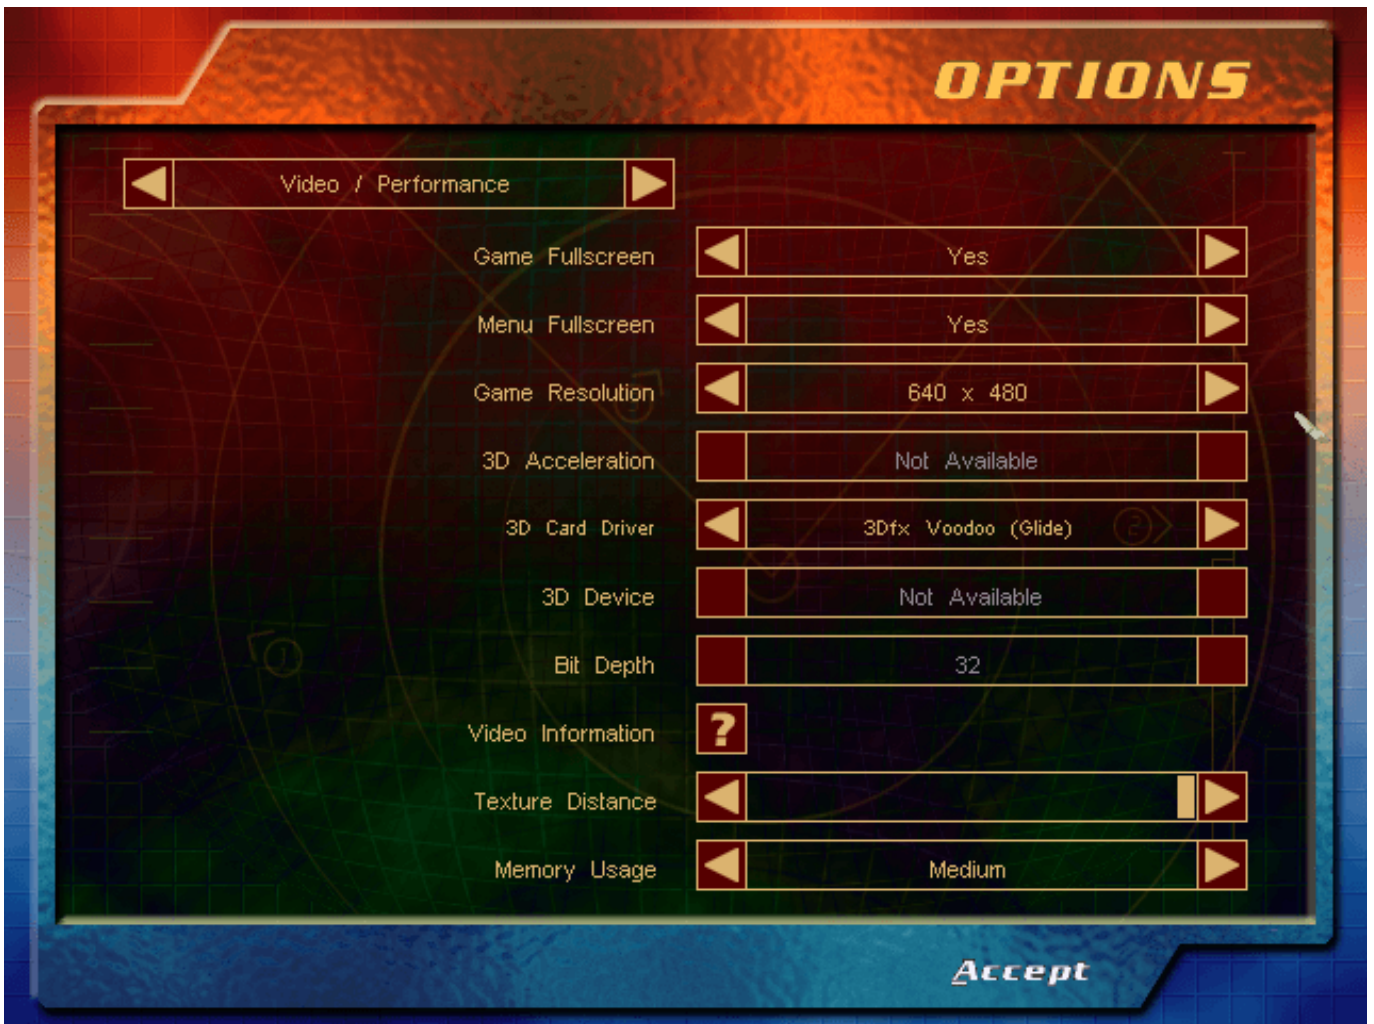 OPTIONS
Video / Performance
Game Fullscreen Yes
Menu Fullscreen Yes
Game Resolution 640 x 480
3D Acceleration Not Available
3D Card Driver 3Dfx Voodoo (Glide)
3D Device Not Available
Bit Depth 32
Video Information ?
Texture Distance
Memory Usage Medium
Accept